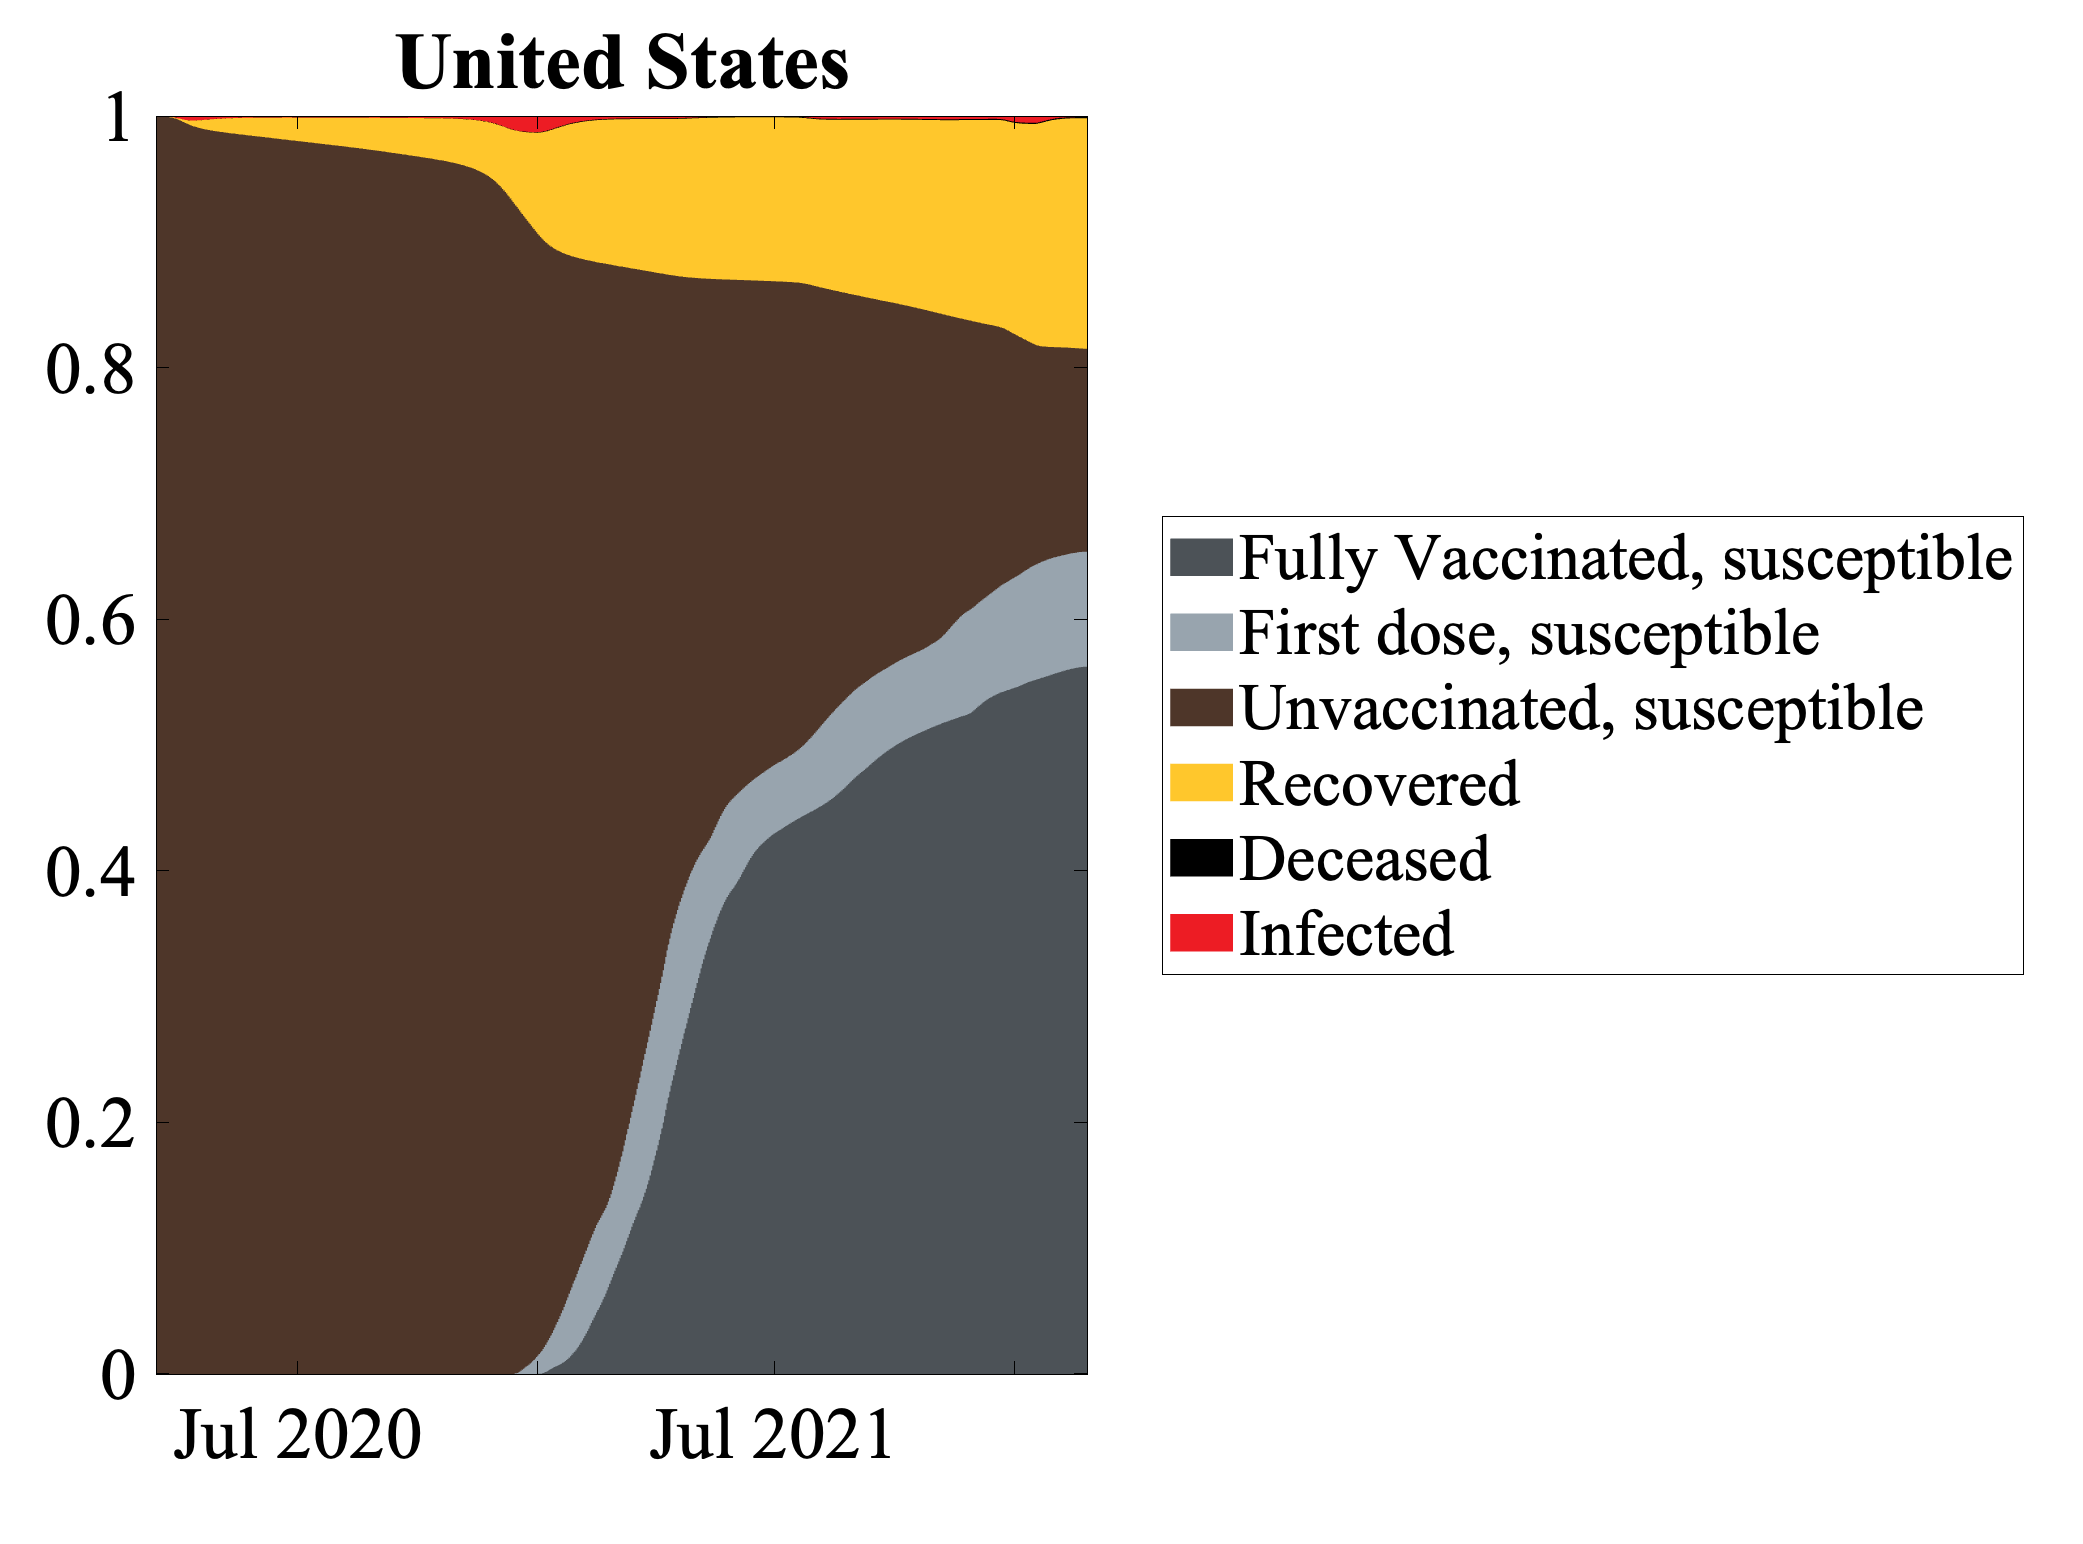 United States
1
0.8
0.6
0.4
0.2
0
Jul 2020
Jul 2021
Fully Vaccinated, susceptible
First dose, susceptible
Unvaccinated, susceptible
Recovered
Deceased
Infected